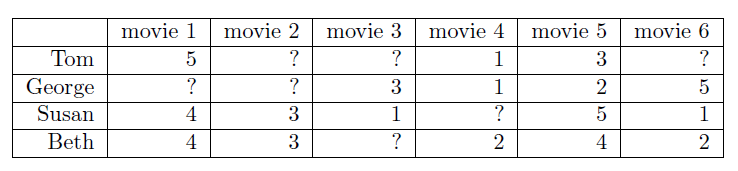 movie 1 movie 2 movie 3 movie 4 movie 5 movie 6
Tom 5 ? ? 1 3 ?
George ? ? 3 1 2 5
Susan 4 3 1 ? 5 1
Beth 4 3 ? 2 4 2